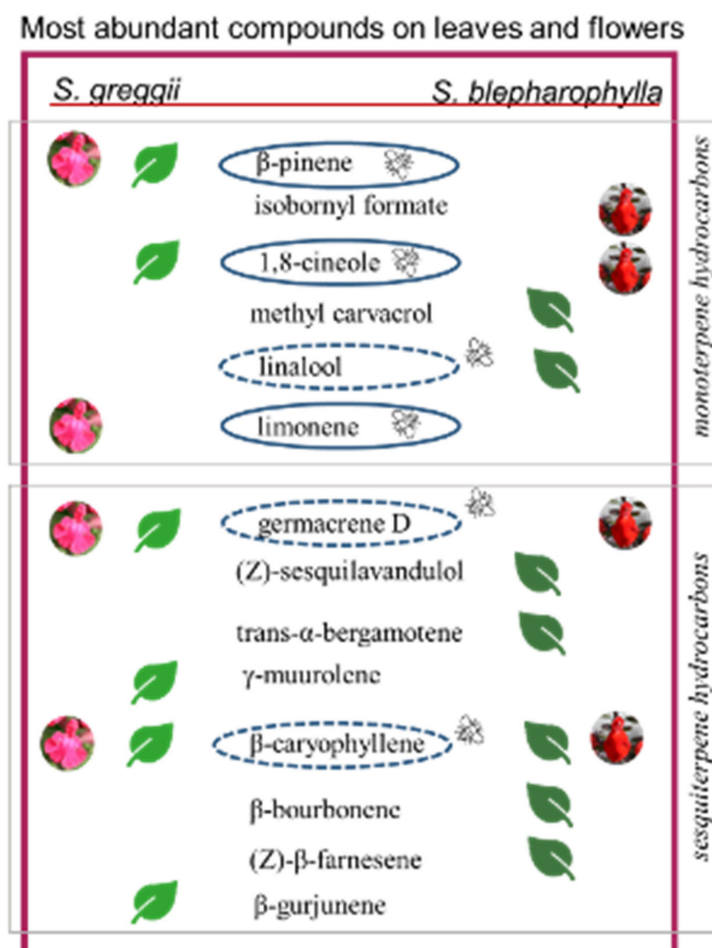 Most abundant compounds on leaves and flowers
S. greggii
S. blepharophylla
β-pinene
isobornyl formate
1,8-cineole
methyl carvacrol
linalool
limonene
monoterpene hydrocarbons
germacrene D
(Z)-sesquilavandulol
trans-α-bergamotene
γ-muurolene
β-caryophyllene
β-bourbonene
(Z)-β-farnesene
β-gurjunene
sesquiterpene hydrocarbons